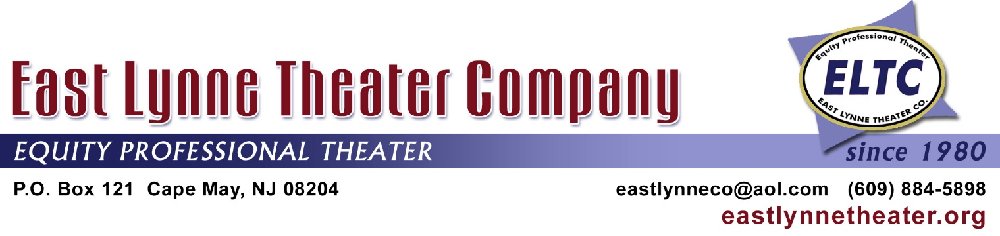 East Lynne Theater Company
Equity Professional Theater
ELTC
EAST LYNNE THEATER CO.
EQUITY PROFESSIONAL THEATER
since 1980
P.O. Box 121 Cape May, NJ 08204
eastlynneco@aol.com (609) 884-5898
eastlynnetheater.org